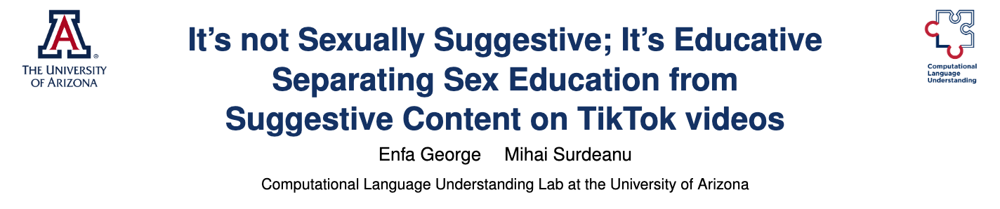 A
®
THE UNIVERSITY
OF ARIZONA
It's not Sexually Suggestive; It's Educative
Separating Sex Education from
Suggestive Content on TikTok videos
Enfa George Mihai Surdeanu
Computational Language Understanding Lab at the University of Arizona
Computational
Language
Understanding